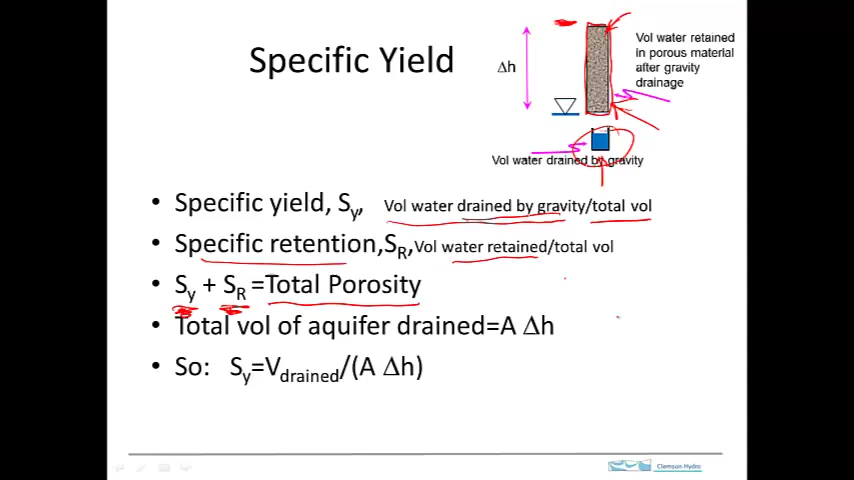 Specific Yield
Δh
Vol water retained
in porous material
after gravity
drainage
Vol water drained by gravity
• Specific yield, Sy, Vol water drained by gravity/total vol
• Specific retention,SR,Vol water retained/total vol
• Sy + SR =Total Porosity
• Total vol of aquifer drained=A Δh
• So: Sy=Vdrained/(A Δh)
Clemson Hydro